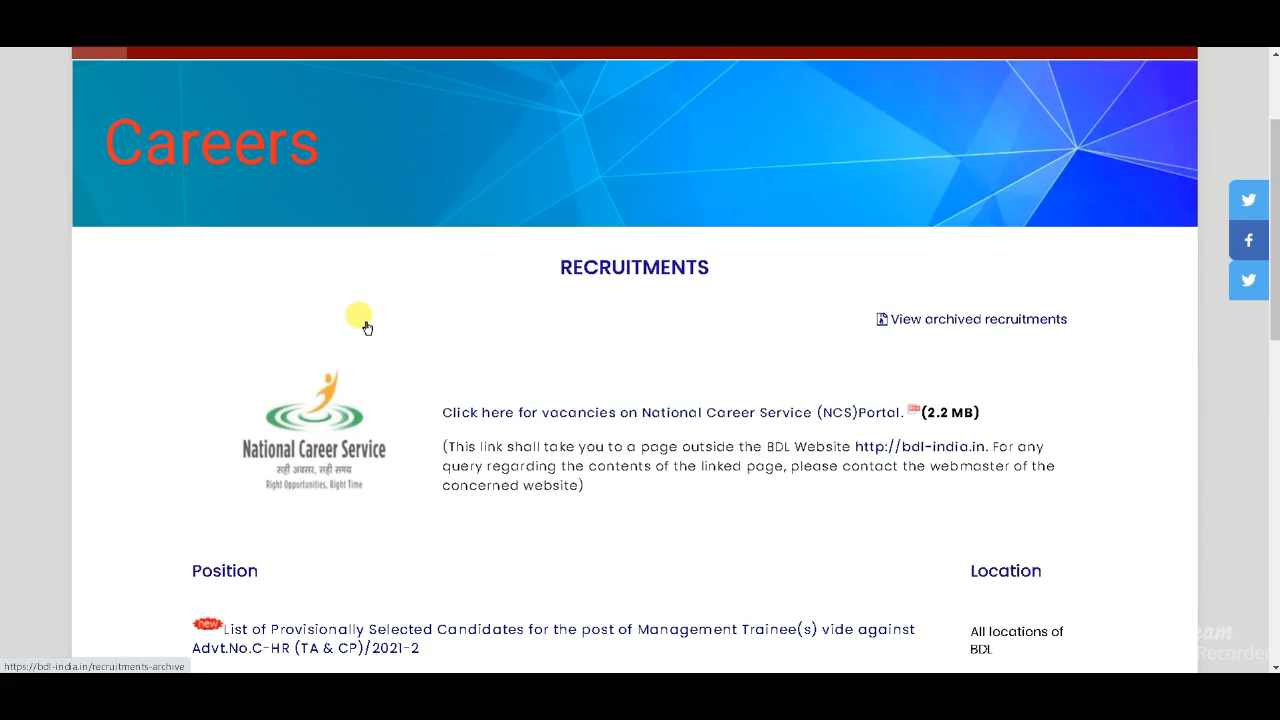 Careers
RECRUITMENTS
View archived recruitments
National Career Service
सही अवसर, सही समय
Right Opportunities, Right Time
Click here for vacancies on National Career Service (NCS)Portal. (2.2 MB)
(This link shall take you to a page outside the BDL Website http://bdl-india.in. For any
query regarding the contents of the linked page, please contact the webmaster of the
concerned website)
Position
Location
new List of Provisionally Selected Candidates for the post of Management Trainee(s) vide against
Advt.No.C-HR (TA & CP)/2021-2
All locations of
BDL
Recorder
https://bdl-india.in/recruitments-archive